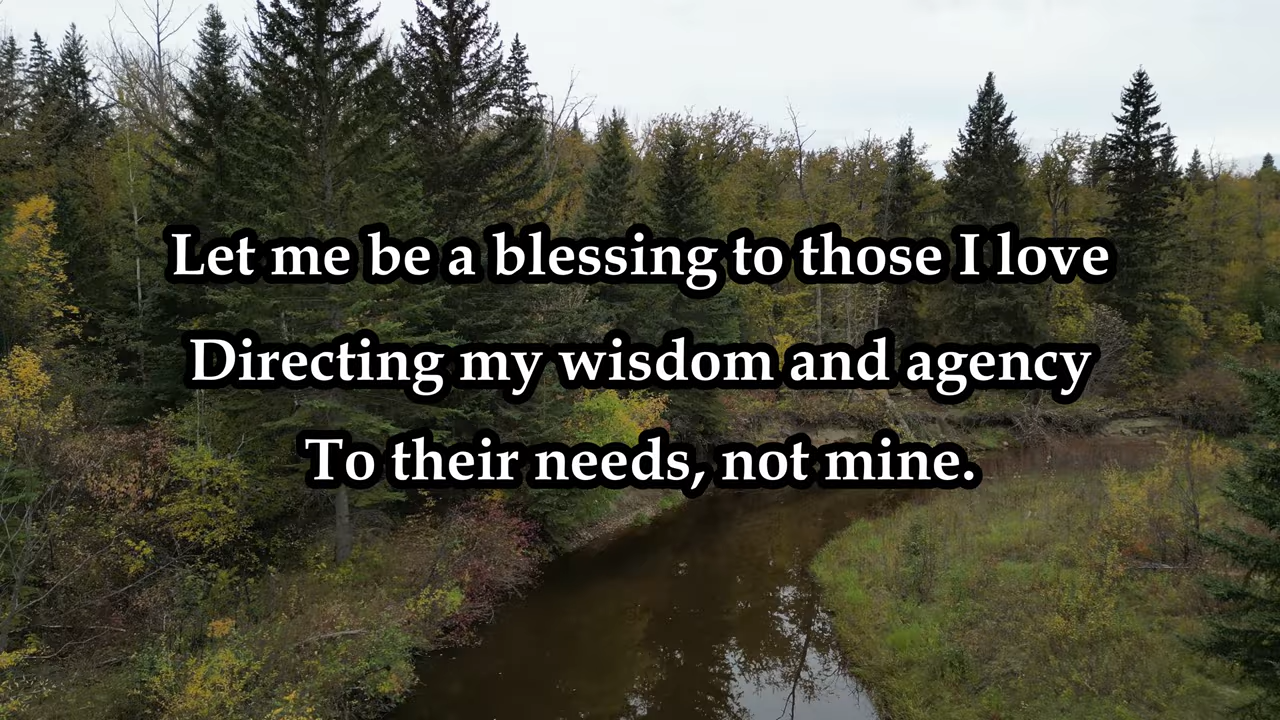 Let me be a blessing to those I love
Directing my wisdom and agency
To their needs, not mine.